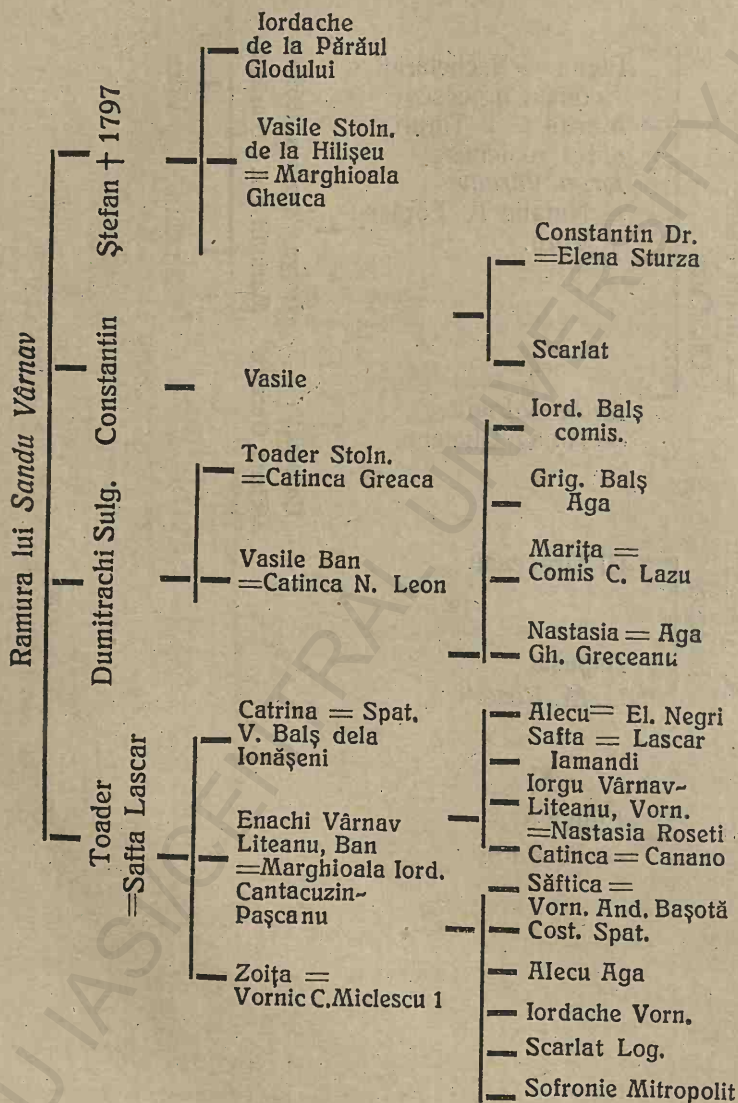 Ramura lui Sandu Vârnav
Ştefan † 1797
Iordache
de la Părăul
Glodului
Vasile Stoln.
de la Hilişeu
= Marghioala
Gheuca
Constantin
Vasile
Dumitrachi Sulg.
Toader Stoln.
=Catinca Greaca
Vasile Ban
=Catinca N. Leon
Constantin Dr.
=Elena Sturza
Scarlat
Toader
=Safta Lascar
Catrina = Spat.
V. Balş dela
Ionăşeni
Iord. Balş
comis.
Grig. Balş
Aga
Mariţa =
Comis C. Lazu
Nastasia = Aga
Gh. Greceanu
Enachi Vârnav
Liteanu, Ban
=Marghioala Iord.
Cantacuzin-
Paşcanu
Alecu= El. Negri
Safta = Lascar
Iamandi
Iorgu Vârnav-
Liteanu, Vorn.
=Nastasia Roseti
Catinca = Canano
Zoiţa =
Vornic C.Miclescu 1
Săftica =
Vorn. And. Başotă
Cost. Spat.
Alecu Aga
Iordache Vorn.
Scarlat Log.
Sofronie Mitropolit
U IASI/CENTRAL UNIVERSITY